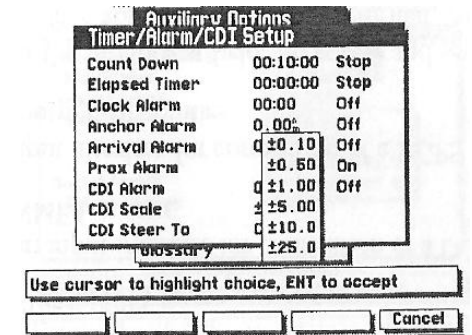 Auxiliary Options
Timer/Alarm/CDI Setup
Count Down 00:10:00 Stop
Elapsed Timer 00:00:00 Stop
Clock Alarm 00:00 Off
Anchor Alarm 0.00 Off
Arrival Alarm 0 ±0.10 Off
Prox Alarm ±0.50 On
CDI Alarm 0 ±1.00 Off
CDI Scale ± ±5.00
CDI Steer To ±10.0
±25.0
Glossary
Use cursor to highlight choice, ENT to accept
Cancel